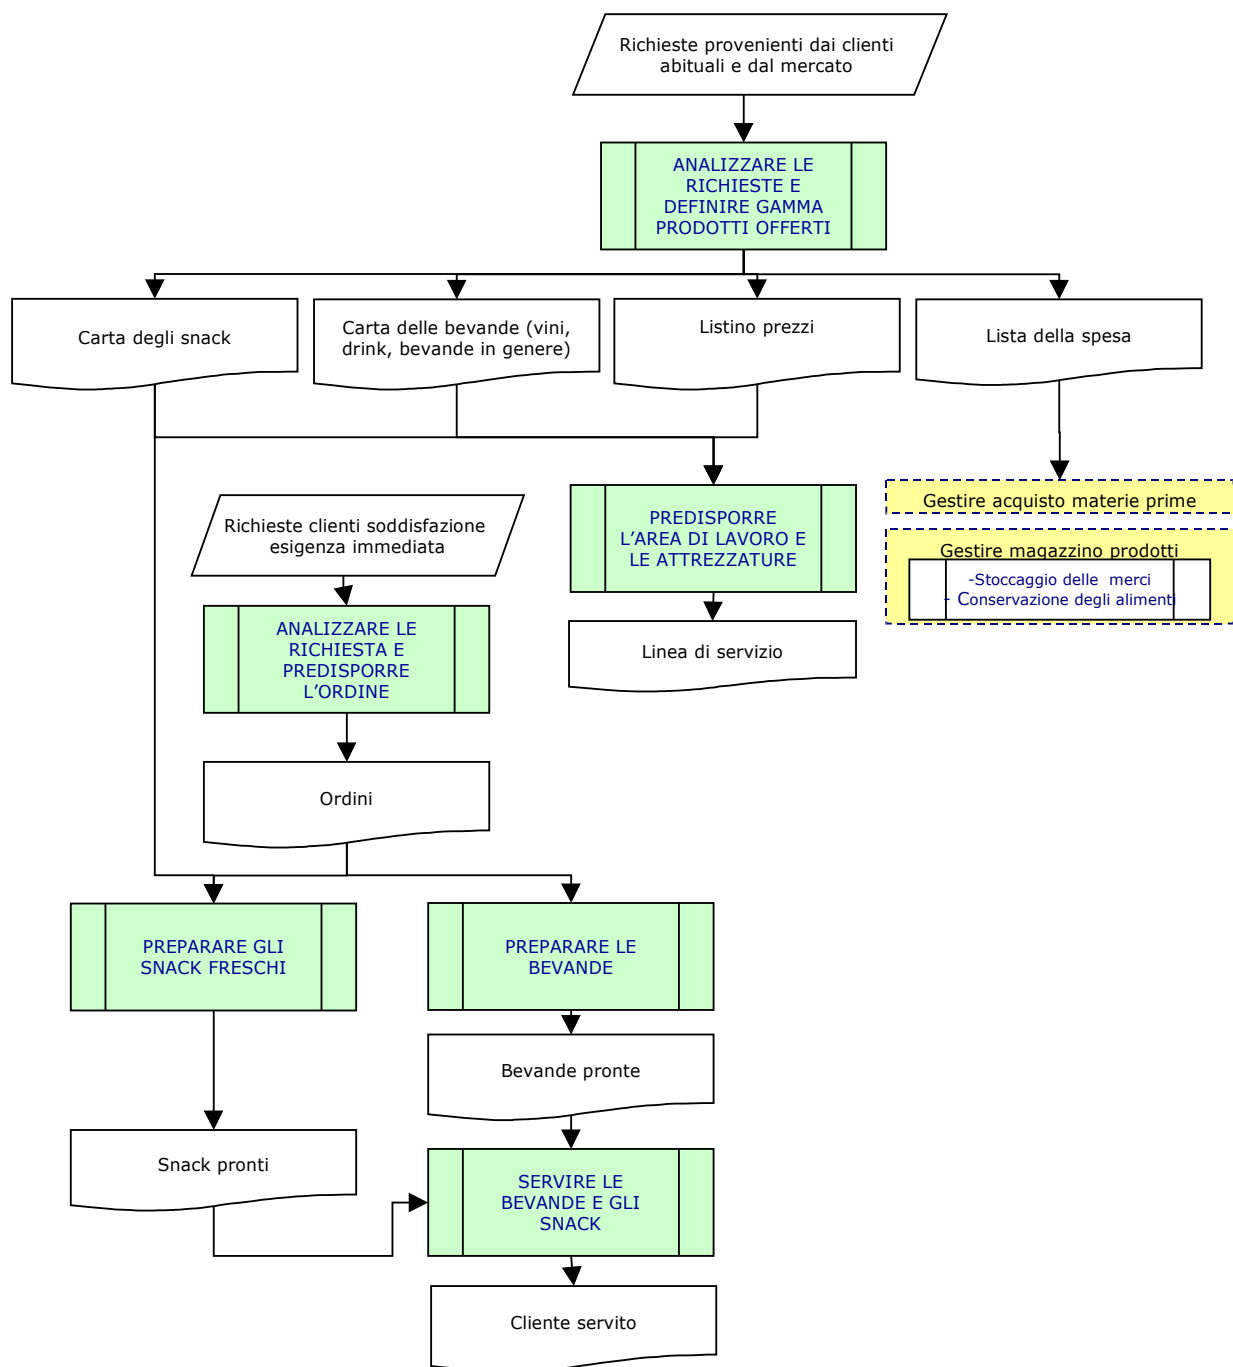 Richieste provenienti dai clienti
abituali e dal mercato
ANALIZZARE LE
RICHIESTE E
DEFINIRE GAMMA
PRODOTTI OFFERTI
Carta degli snack
Carta delle bevande (vini,
drink, bevande in genere)
Listino prezzi
Lista della spesa
Richieste clienti soddisfazione
esigenza immediata
PREDISPORRE
L’AREA DI LAVORO E
LE ATTREZZATURE
Gestire acquisto materie prime
Gestire magazzino prodotti
-Stoccaggio delle  merci
- Conservazione degli alimenti
ANALIZZARE LE
RICHIESTA E
PREDISPORRE
L’ORDINE
Linea di servizio
Ordini
PREPARARE GLI
SNACK FRESCHI
PREPARARE LE
BEVANDE
Bevande pronte
Snack pronti
SERVIRE LE
BEVANDE E GLI
SNACK
Cliente servito